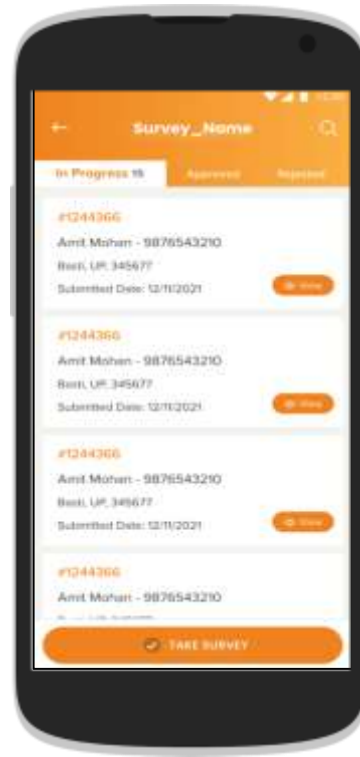 Survey_Name
In Progress 15
Approved
Rejected
#1244366
Amit Mohan - 9876543210
Basti, UP, 345677
Submitted Date: 12/11/2021
View
#1244366
Amit Mohan - 9876543210
Basti, UP, 345677
Submitted Date: 12/11/2021
View
#1244366
Amit Mohan - 9876543210
Basti, UP, 345677
Submitted Date: 12/11/2021
View
#1244366
Amit Mohan - 9876543210
TAKE SURVEY